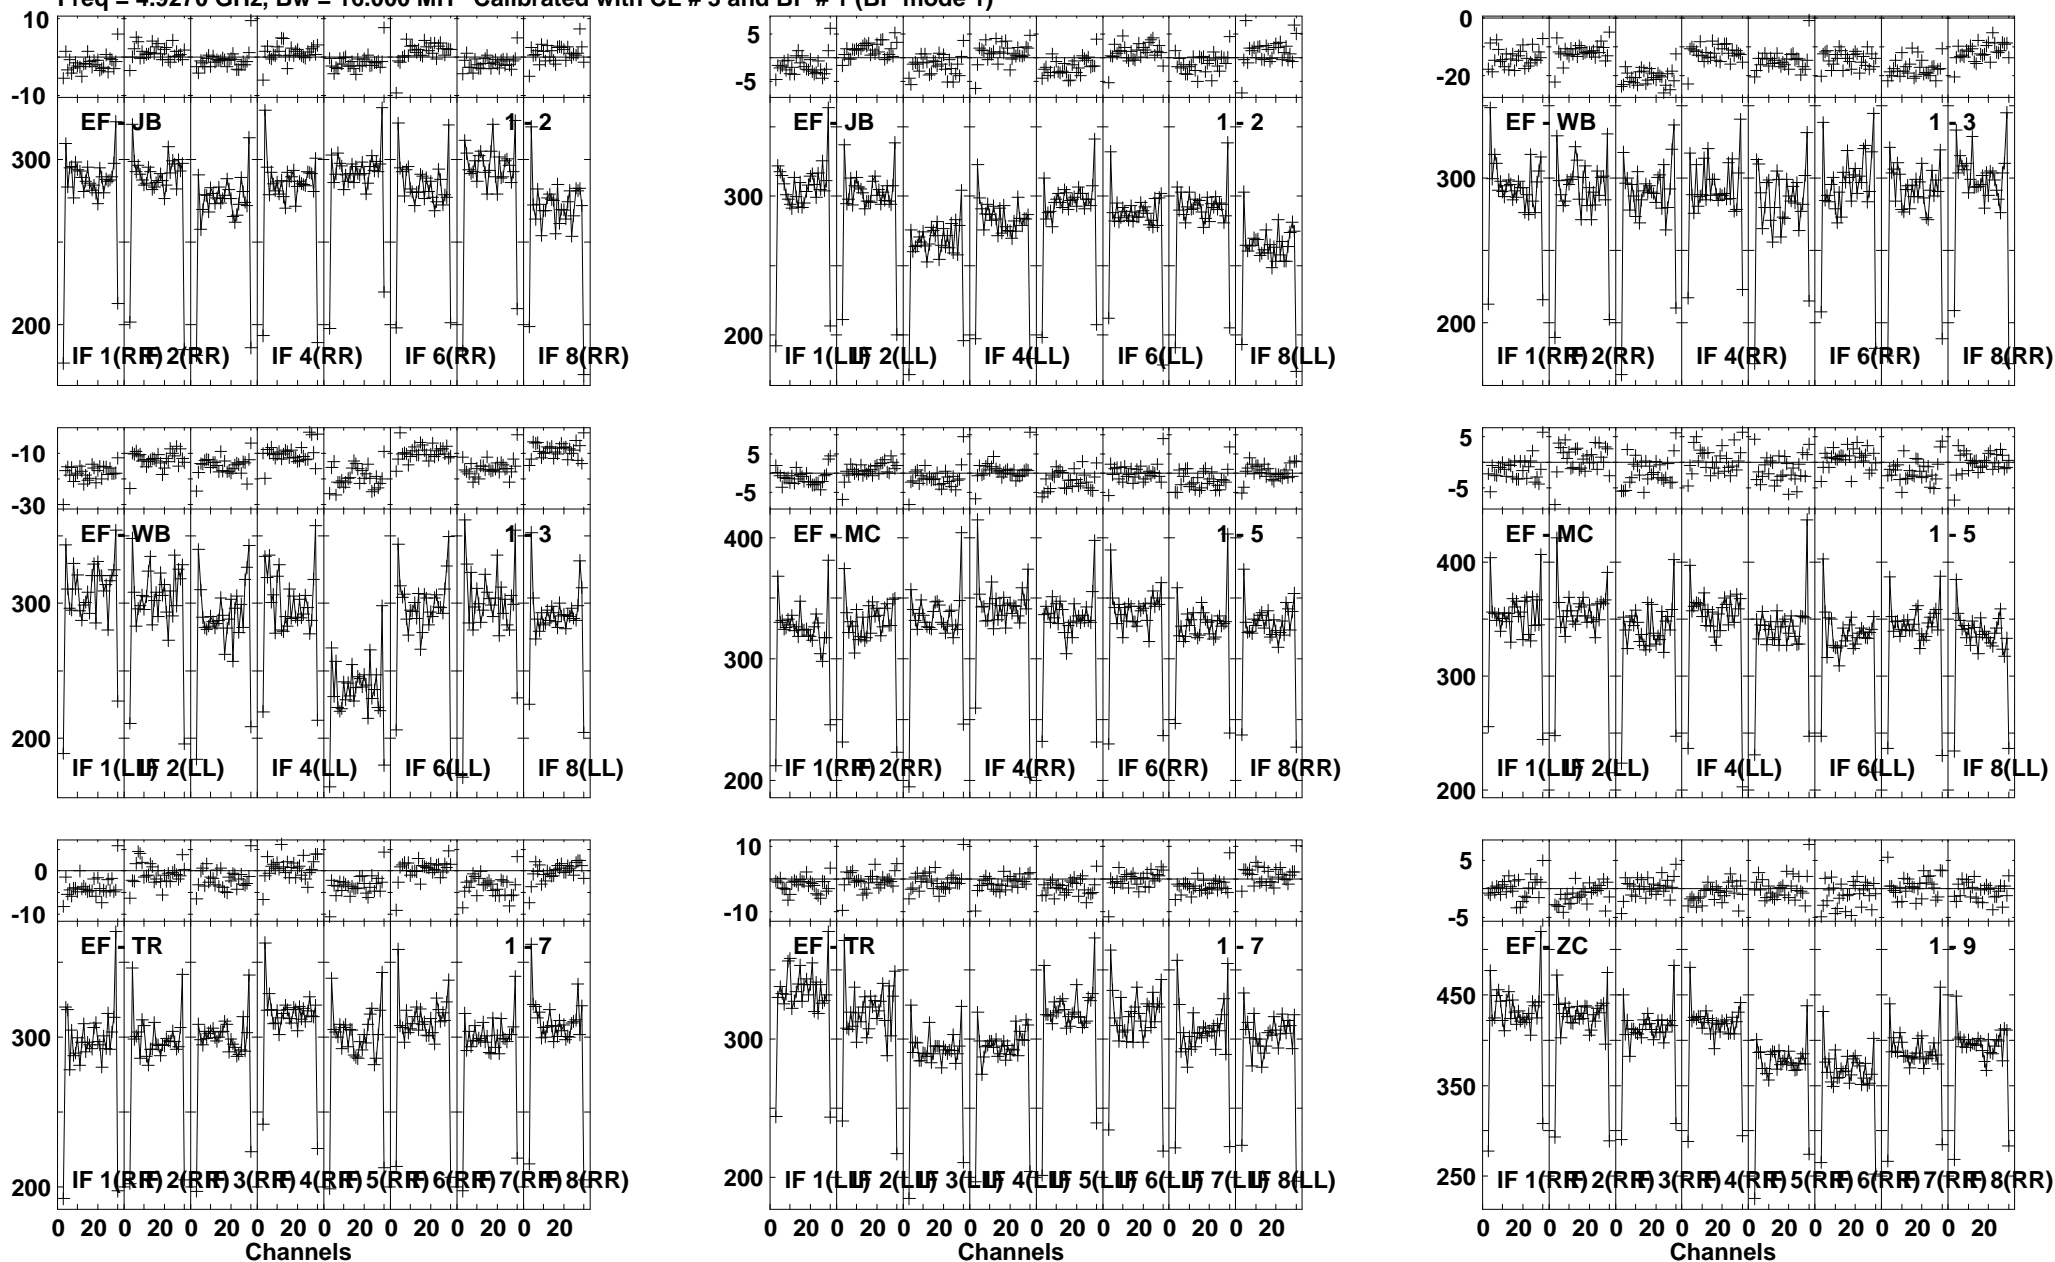 Freq = 4.9270 GHz, Bw = 16.000 MH Calibrated with CL # 3 and BP # 1 (BP mode 1)
10
0
-10
EF - JB 1 - 2
300
200
IF 1(RR) IF 2(RR) IF 4(RR) IF 6(RR) IF 8(RR)
5
-5
EF - JB 1 - 2
300
200
IF 1(LL) IF 2(LL) IF 4(LL) IF 6(LL) IF 8(LL)
0
-20
EF - WB 1 - 3
300
200
IF 1(RR) IF 2(RR) IF 4(RR) IF 6(RR) IF 8(RR)
-10
-30
EF - WB 1 - 3
300
200
IF 1(LL) IF 2(LL) IF 4(LL) IF 6(LL) IF 8(LL)
5
-5
EF - MC 1 - 5
400
300
200
IF 1(RR) IF 2(RR) IF 4(RR) IF 6(RR) IF 8(RR)
5
-5
EF - MC 1 - 5
400
300
200
IF 1(LL) IF 2(LL) IF 4(LL) IF 6(LL) IF 8(LL)
0
-10
EF - TR 1 - 7
300
200
IF 1(RR) IF 2(RR) IF 3(RR) IF 4(RR) IF 5(RR) IF 6(RR) IF 7(RR) IF 8(RR)
0 20 0 20 0 20 0 20 0 20 0 20 0 20 0 20
Channels
10
0
-10
EF - TR 1 - 7
300
200
IF 1(LL) IF 2(LL) IF 3(LL) IF 4(LL) IF 5(LL) IF 6(LL) IF 7(LL) IF 8(LL)
0 20 0 20 0 20 0 20 0 20 0 20 0 20 0 20
Channels
5
-5
EF - ZC 1 - 9
450
350
250
IF 1(RR) IF 2(RR) IF 3(RR) IF 4(RR) IF 5(RR) IF 6(RR) IF 7(RR) IF 8(RR)
0 20 0 20 0 20 0 20 0 20 0 20 0 20 0 20
Channels